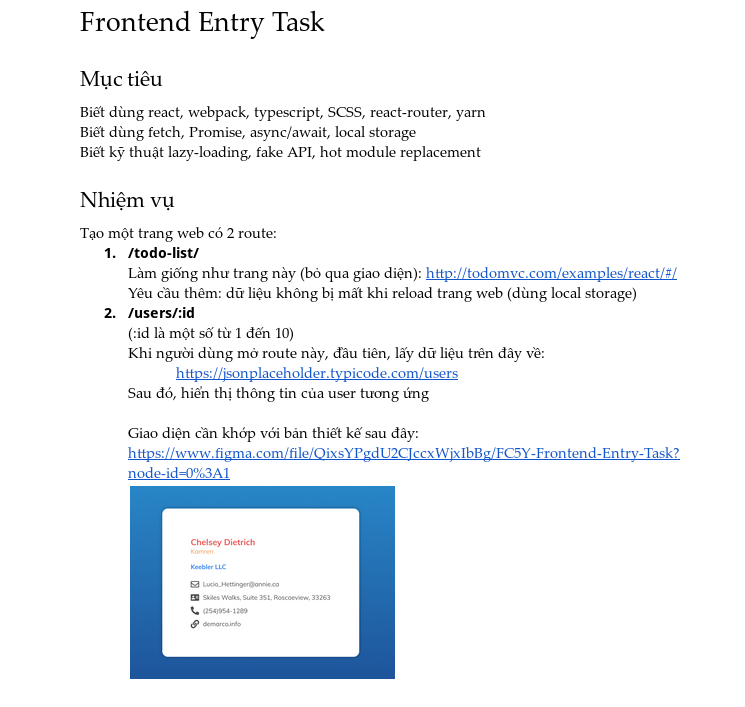 Frontend Entry Task
Mục tiêu
Biết dùng react, webpack, typescript, SCSS, react-router, yarn
Biết dùng fetch, Promise, async/await, local storage
Biết kỹ thuật lazy-loading, fake API, hot module replacement
Nhiệm vụ
Tạo một trang web có 2 route:
1. /todo-list/
Làm giống như trang này (bỏ qua giao diện): http://todomvc.com/examples/react/#/
Yêu cầu thêm: dữ liệu không bị mất khi reload trang web (dùng local storage)
2. /users/:id
(:id là một số từ 1 đến 10)
Khi người dùng mở route này, đầu tiên, lấy dữ liệu trên đây về:
https://jsonplaceholder.typicode.com/users
Sau đó, hiển thị thông tin của user tương ứng
Giao diện cần khớp với bản thiết kế sau đây:
https://www.figma.com/file/QixsYPgdU2CJccxWjxIbBg/FC5Y-Frontend-Entry-Task?
node-id=0%3A1
Chelsey Dietrich
Kamren
Keebler LLC
Lucio_Hettinger@annie.ca
Skiles Walks, Suite 351, Roscoeview, 33263
(254)954-1289
demarco.info